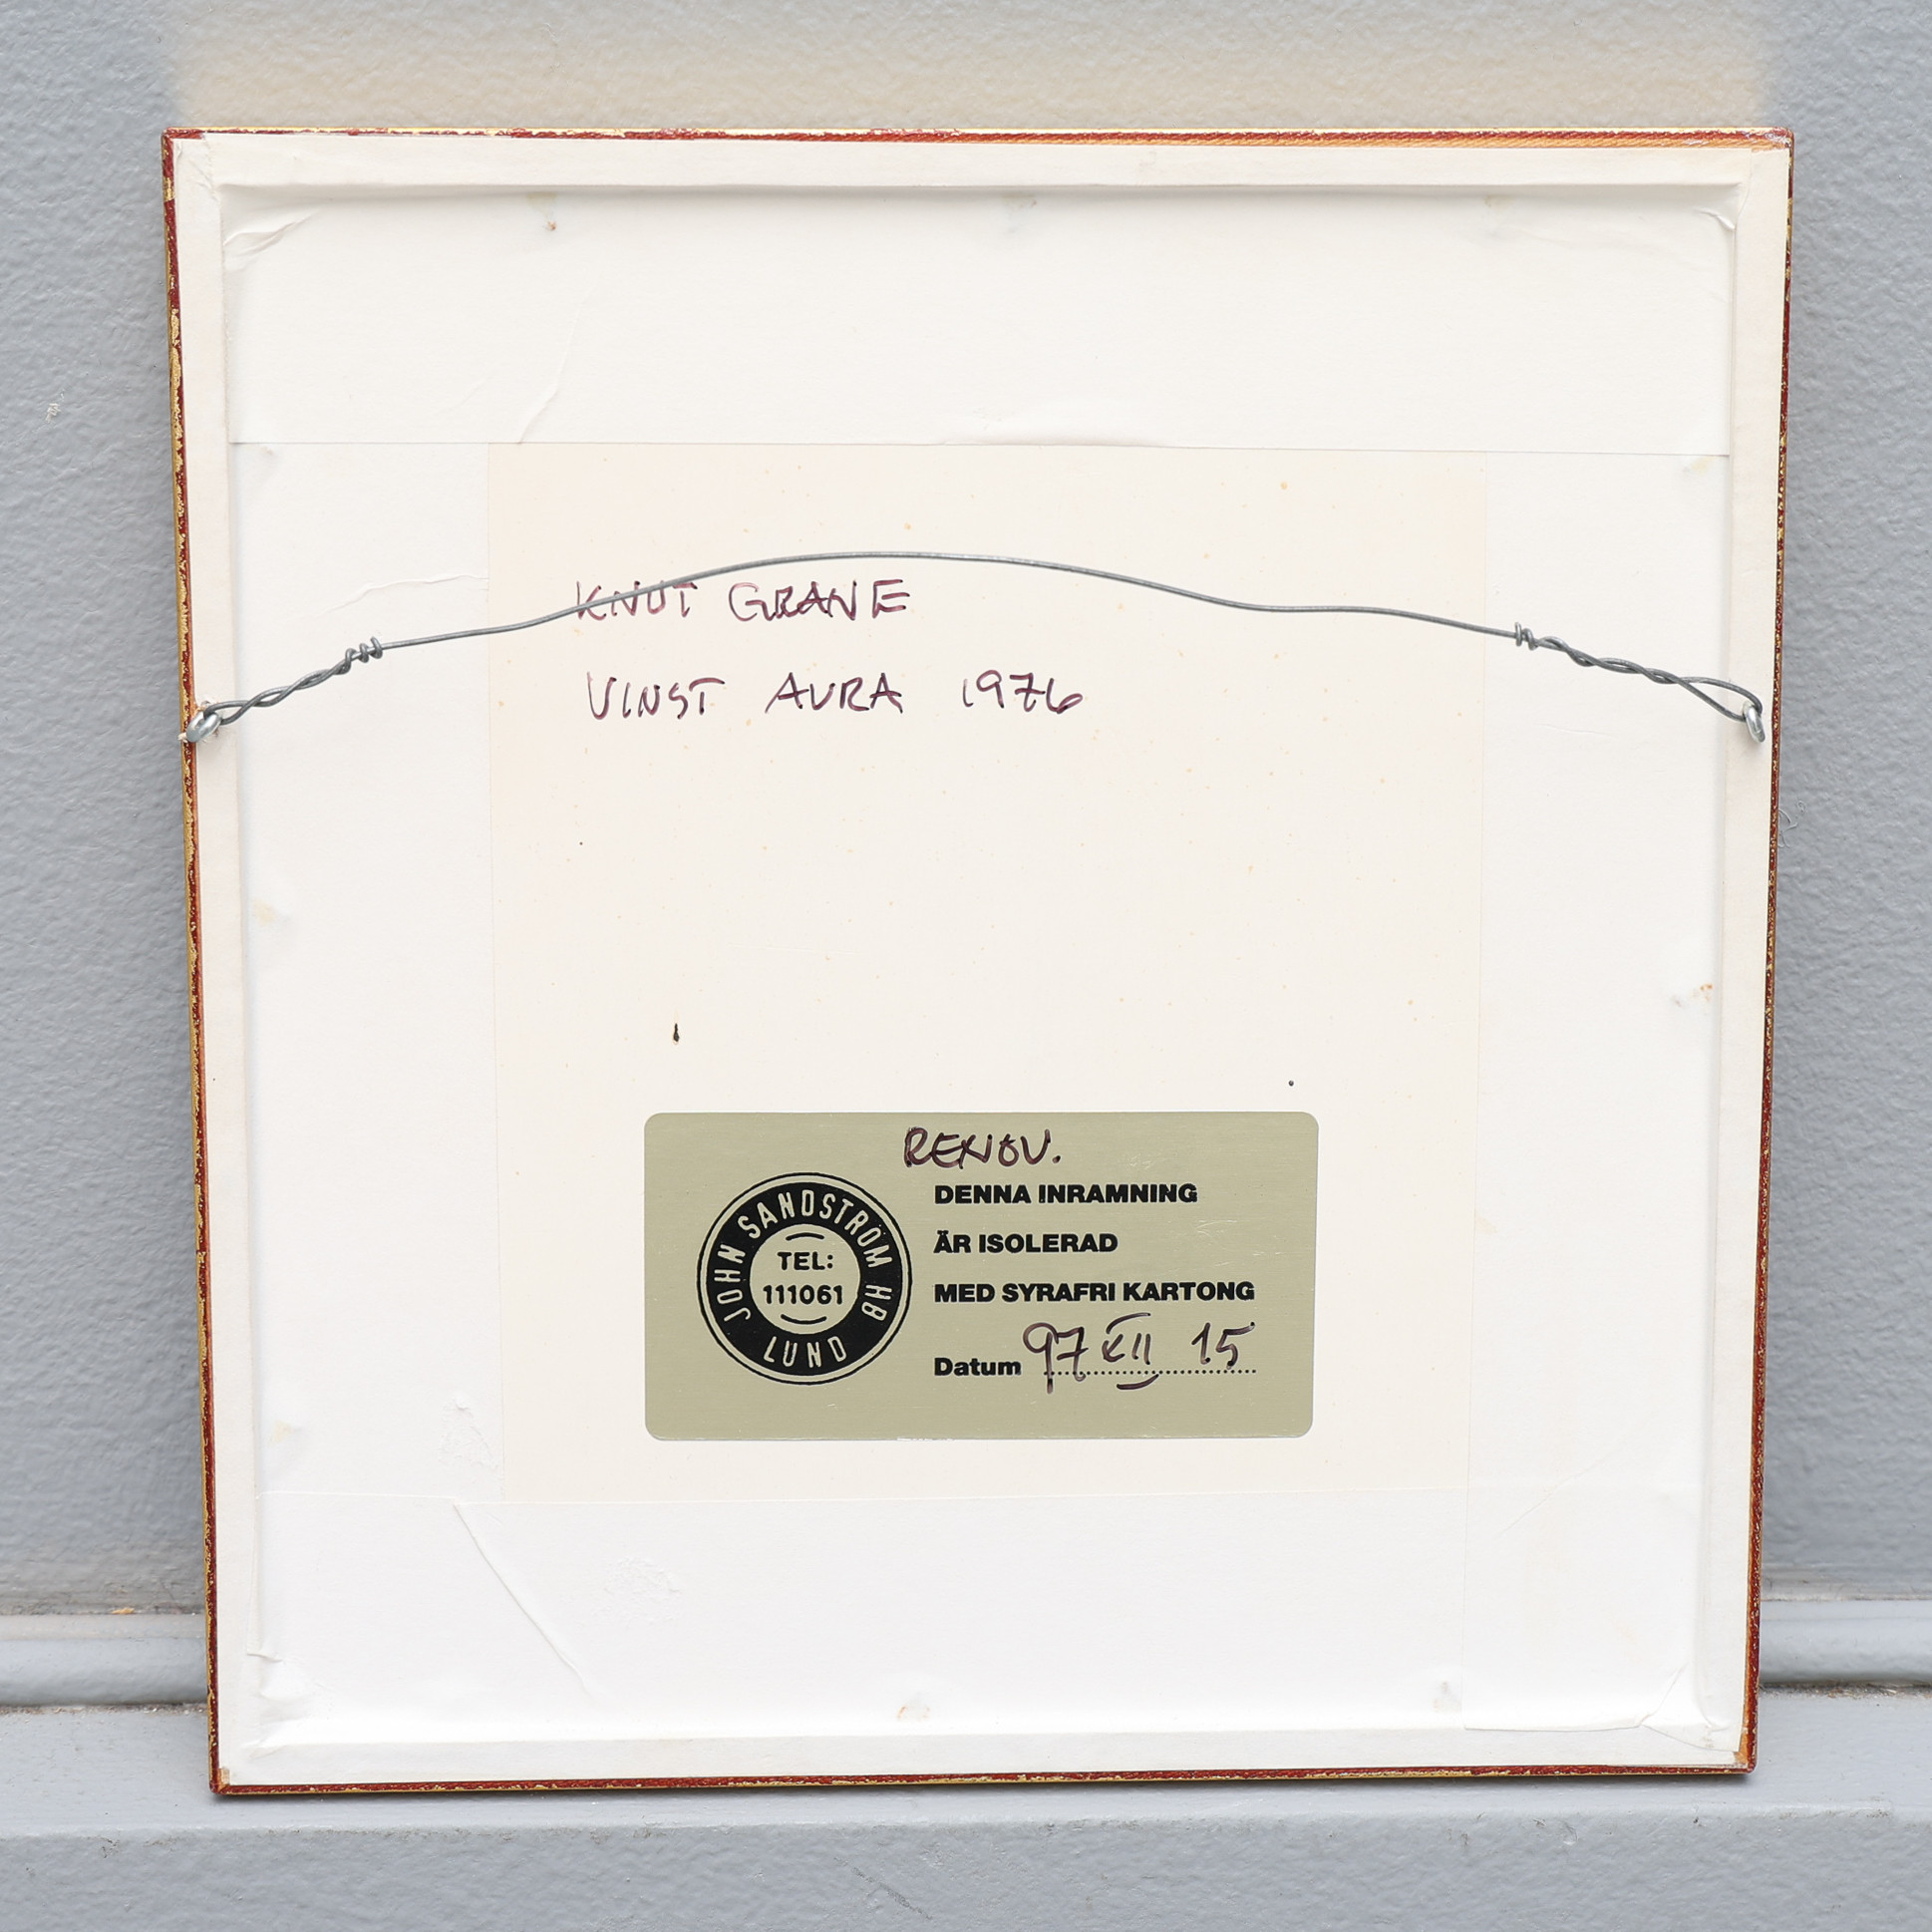 KNUT GRANE
VINST AURA 1976
RENOV.
JOHN SANDSTRÖM HB
TEL:
111061
LUND
DENNA INRAMNING
ÄR ISOLERAD
MED SYRAFRI KARTONG
Datum 97 XII 15